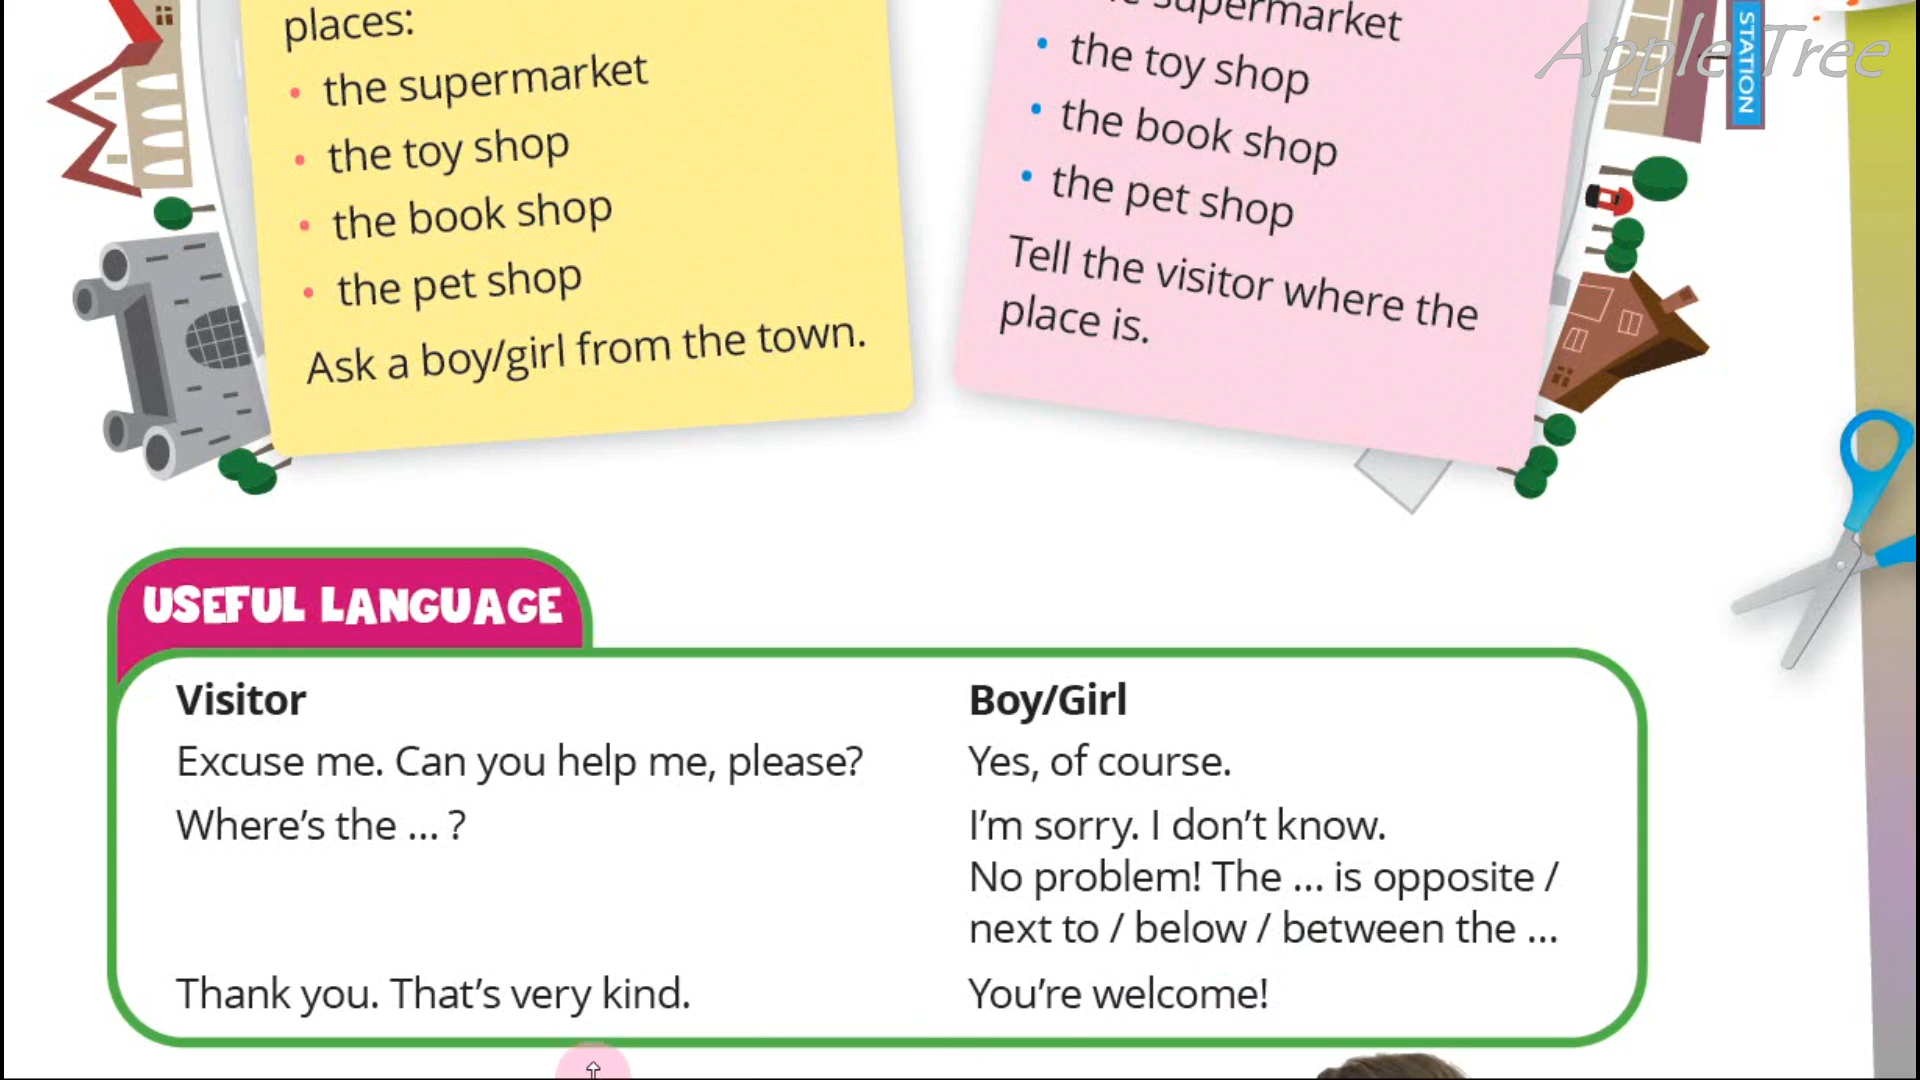 places:
• the supermarket
• the toy shop
• the book shop
• the pet shop
Ask a boy/girl from the town.
supermarket
• the toy shop
• the book shop
• the pet shop
Tell the visitor where the
place is.
STATION
Apple Tree
USEFUL LANGUAGE
Visitor
Excuse me. Can you help me, please?
Where's the ... ?
Thank you. That's very kind.
Boy/Girl
Yes, of course.
I'm sorry. I don't know.
No problem! The ... is opposite /
next to / below / between the ...
You're welcome!